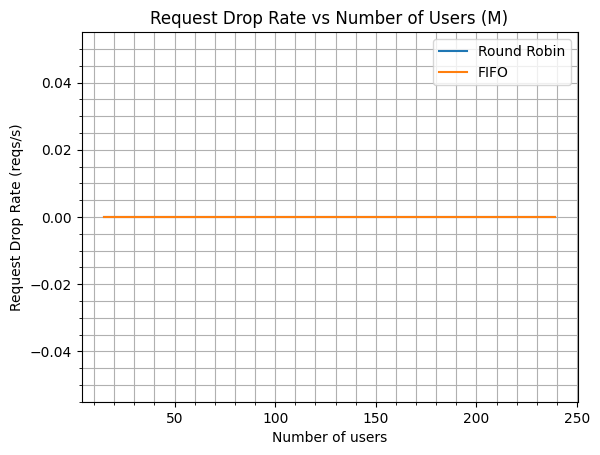 Request Drop Rate vs Number of Users (M)
Round Robin
FIFO
Request Drop Rate (reqs/s)
0.04
0.02
0.00
−0.02
−0.04
50 100 150 200 250
Number of users